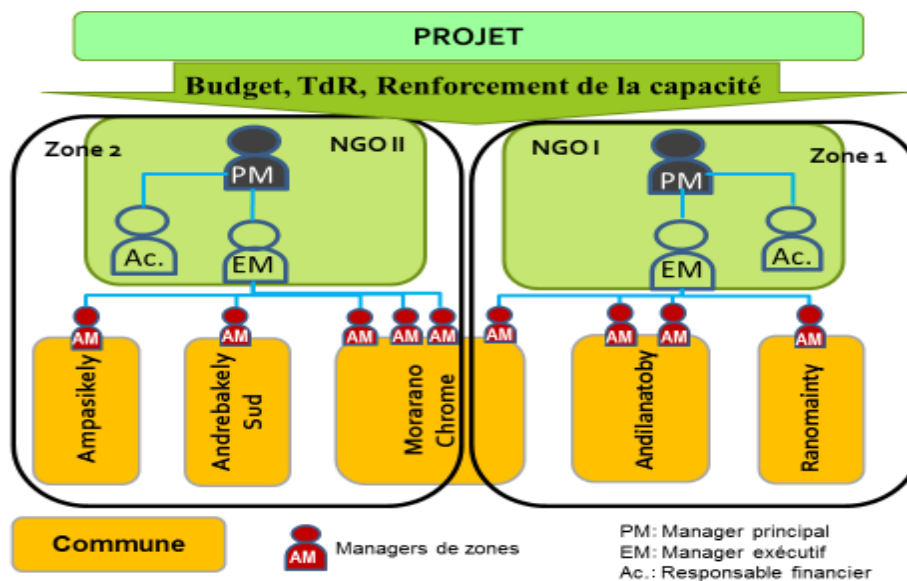 PROJET
Budget, TdR, Renforcement de la capacité
Zone 2
NGO II
NGO I
Zone 1
PM
PM
Ac.
EM
EM
Ac.
AM
AM
AM
AM
AM
AM
AM
AM
AM
Ampasikely
Andrebakely
Sud
Morarano
Chrome
Andilanatoby
Ranomainty
Commune
AM
Managers de zones
PM: Manager principal
EM: Manager exécutif
Ac.: Responsable financier